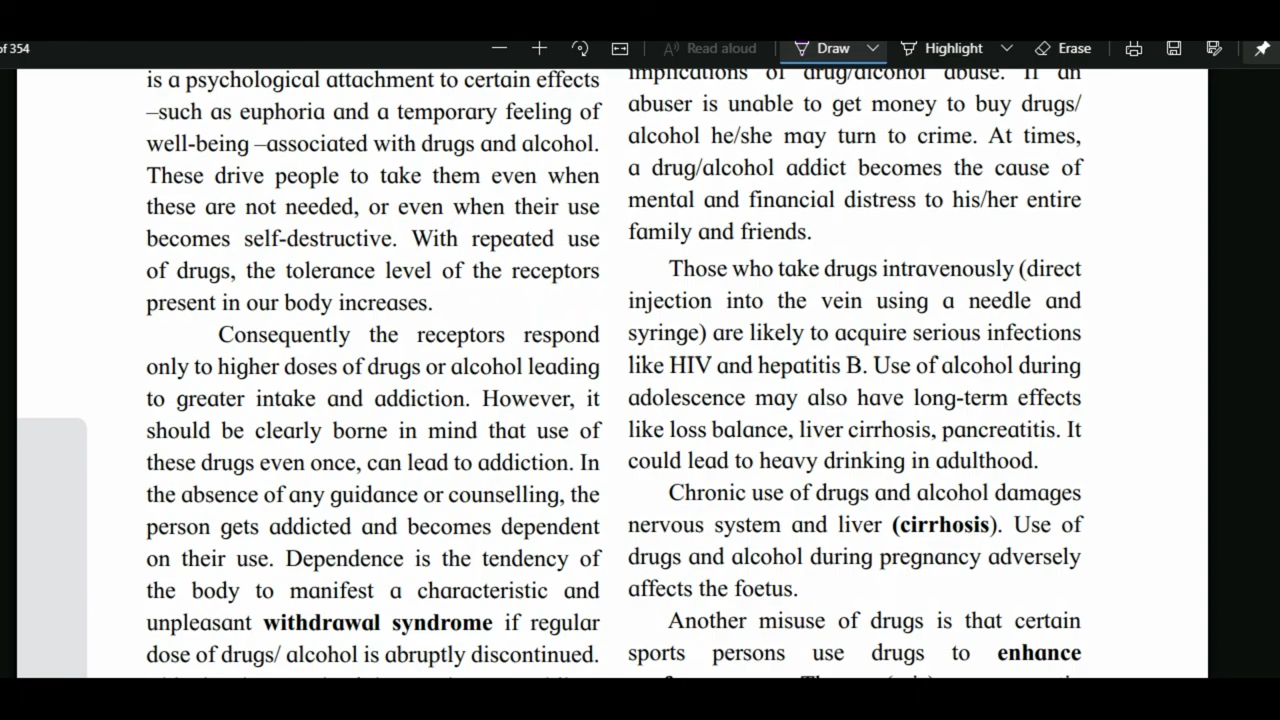 of 354
Read aloud
Draw
Highlight
Erase
is a psychological attachment to certain effects
–such as euphoria and a temporary feeling of
well-being –associated with drugs and alcohol.
These drive people to take them even when
these are not needed, or even when their use
becomes self-destructive. With repeated use
of drugs, the tolerance level of the receptors
present in our body increases.
Consequently the receptors respond
only to higher doses of drugs or alcohol leading
to greater intake and addiction. However, it
should be clearly borne in mind that use of
these drugs even once, can lead to addiction. In
the absence of any guidance or counselling, the
person gets addicted and becomes dependent
on their use. Dependence is the tendency of
the body to manifest a characteristic and
unpleasant withdrawal syndrome if regular
dose of drugs/ alcohol is abruptly discontinued.
implications of drug/alcohol abuse. If an
abuser is unable to get money to buy drugs/
alcohol he/she may turn to crime. At times,
a drug/alcohol addict becomes the cause of
mental and financial distress to his/her entire
family and friends.
Those who take drugs intravenously (direct
injection into the vein using a needle and
syringe) are likely to acquire serious infections
like HIV and hepatitis B. Use of alcohol during
adolescence may also have long-term effects
like loss balance, liver cirrhosis, pancreatitis. It
could lead to heavy drinking in adulthood.
Chronic use of drugs and alcohol damages
nervous system and liver (cirrhosis). Use of
drugs and alcohol during pregnancy adversely
affects the foetus.
Another misuse of drugs is that certain
sports persons use drugs to enhance